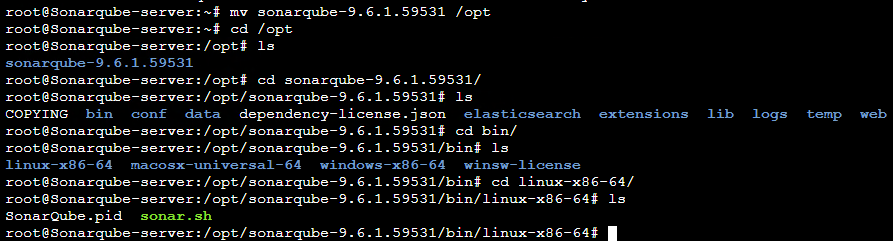 root@Sonarqube-server:~# mv sonarqube-9.6.1.59531 /opt
root@Sonarqube-server:~# cd /opt
root@Sonarqube-server:/opt# ls
sonarqube-9.6.1.59531
root@Sonarqube-server:/opt# cd sonarqube-9.6.1.59531/
root@Sonarqube-server:/opt/sonarqube-9.6.1.59531# ls
COPYING  bin  conf  data  dependency-license.json  elasticsearch  extensions  lib  logs  temp  web
root@Sonarqube-server:/opt/sonarqube-9.6.1.59531# cd bin/
root@Sonarqube-server:/opt/sonarqube-9.6.1.59531/bin# ls
linux-x86-64  macosx-universal-64  windows-x86-64  winsw-license
root@Sonarqube-server:/opt/sonarqube-9.6.1.59531/bin# cd linux-x86-64/
root@Sonarqube-server:/opt/sonarqube-9.6.1.59531/bin/linux-x86-64# ls
SonarQube.pid  sonar.sh
root@Sonarqube-server:/opt/sonarqube-9.6.1.59531/bin/linux-x86-64#